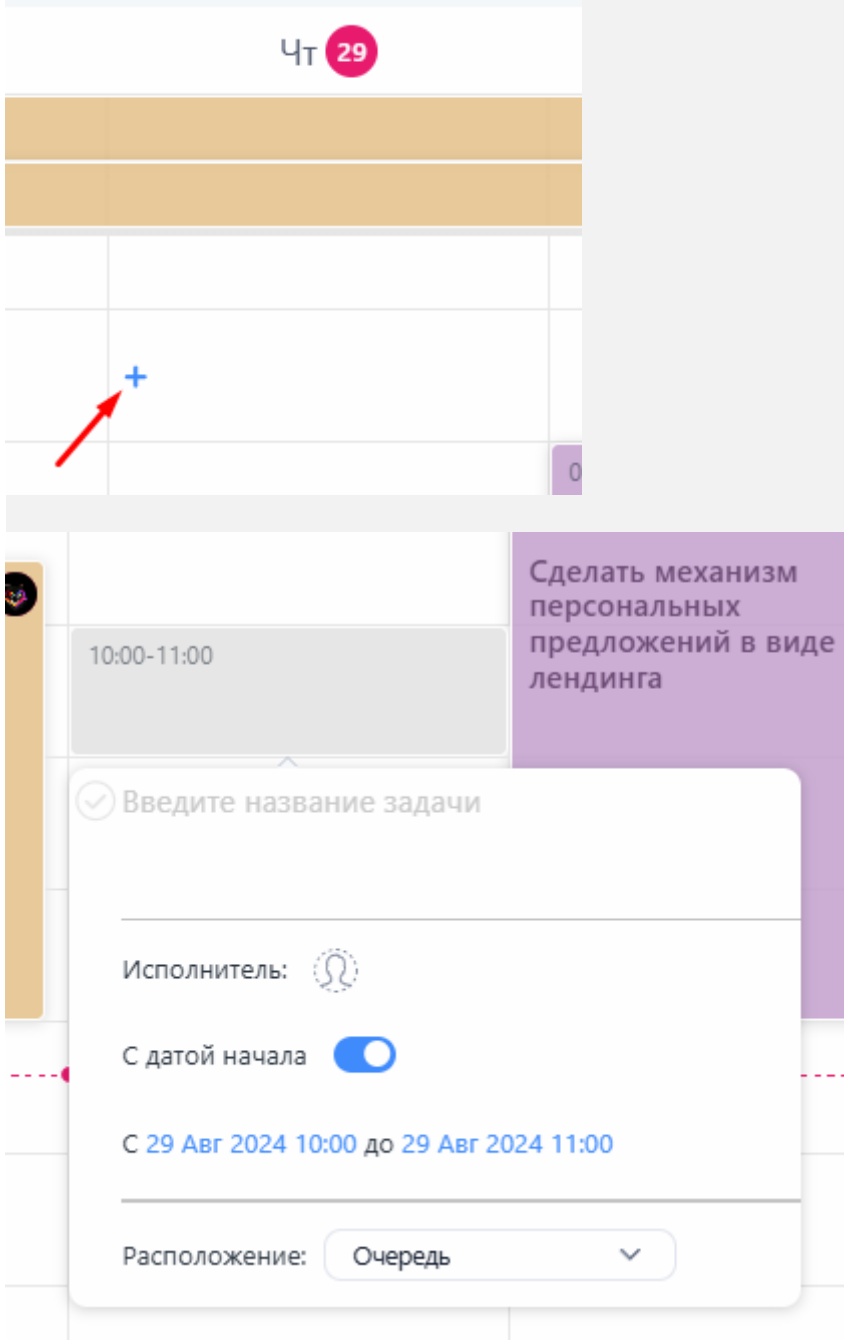 Чт 29
+
0
Сделать механизм
персональных
предложений в виде
лендинга
10:00-11:00
Введите название задачи
Исполнитель:
С датой начала
С 29 Авг 2024 10:00 до 29 Авг 2024 11:00
Расположение: Очередь